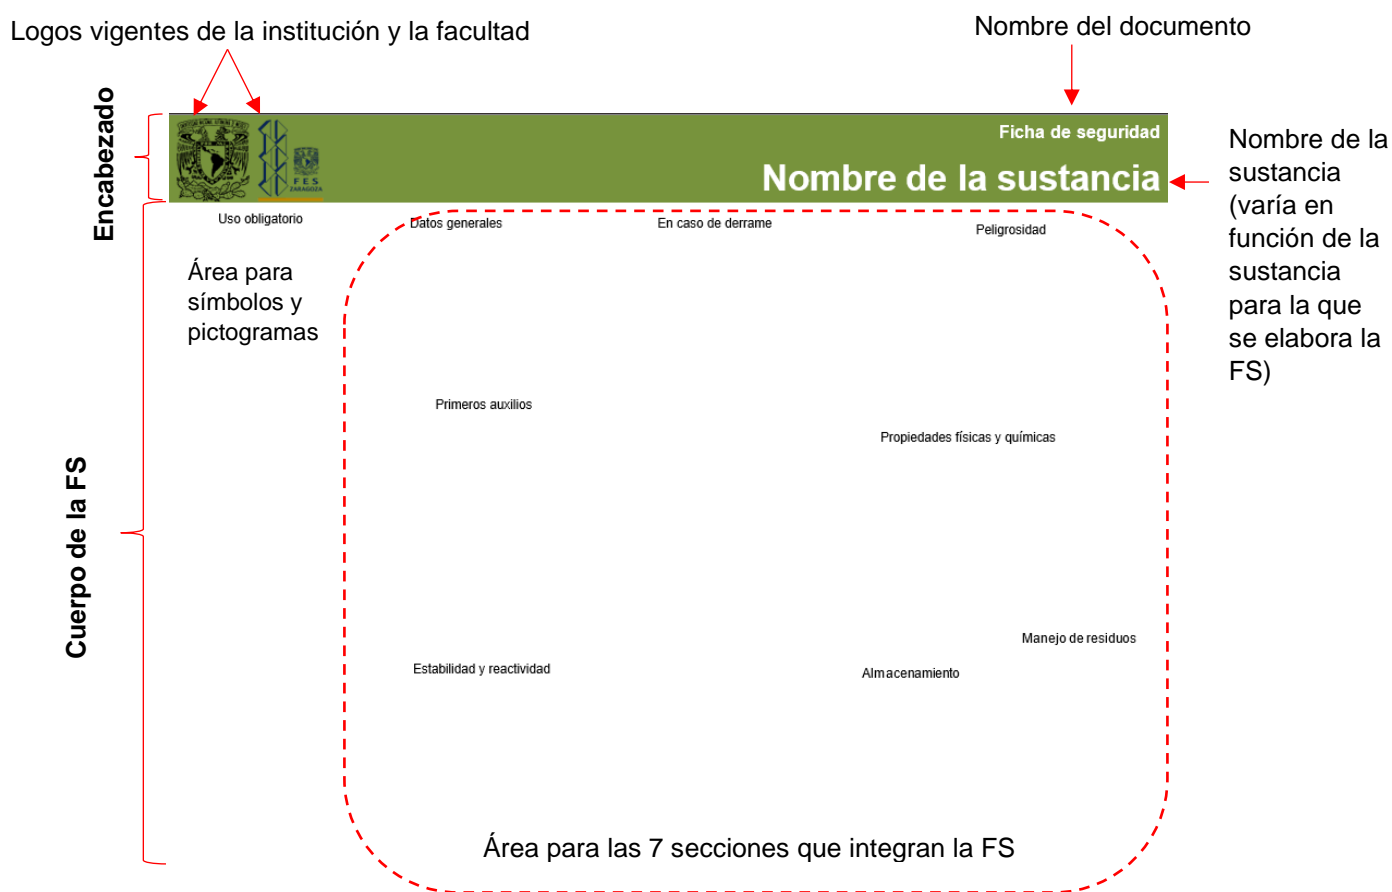 Logos vigentes de la institución y la facultad
Nombre del documento
Encabezado
FES
ZARAGOZA
Ficha de seguridad
Nombre de la sustancia
Nombre de la
sustancia
(varía en
función de la
sustancia
para la que
se elabora la
FS)
Uso obligatorio
Datos generales
En caso de derrame
Peligrosidad
Área para
símbolos y
pictogramas
Primeros auxilios
Propiedades físicas y químicas
Cuerpo de la FS
Manejo de residuos
Estabilidad y reactividad
Almacenamiento
Área para las 7 secciones que integran la FS